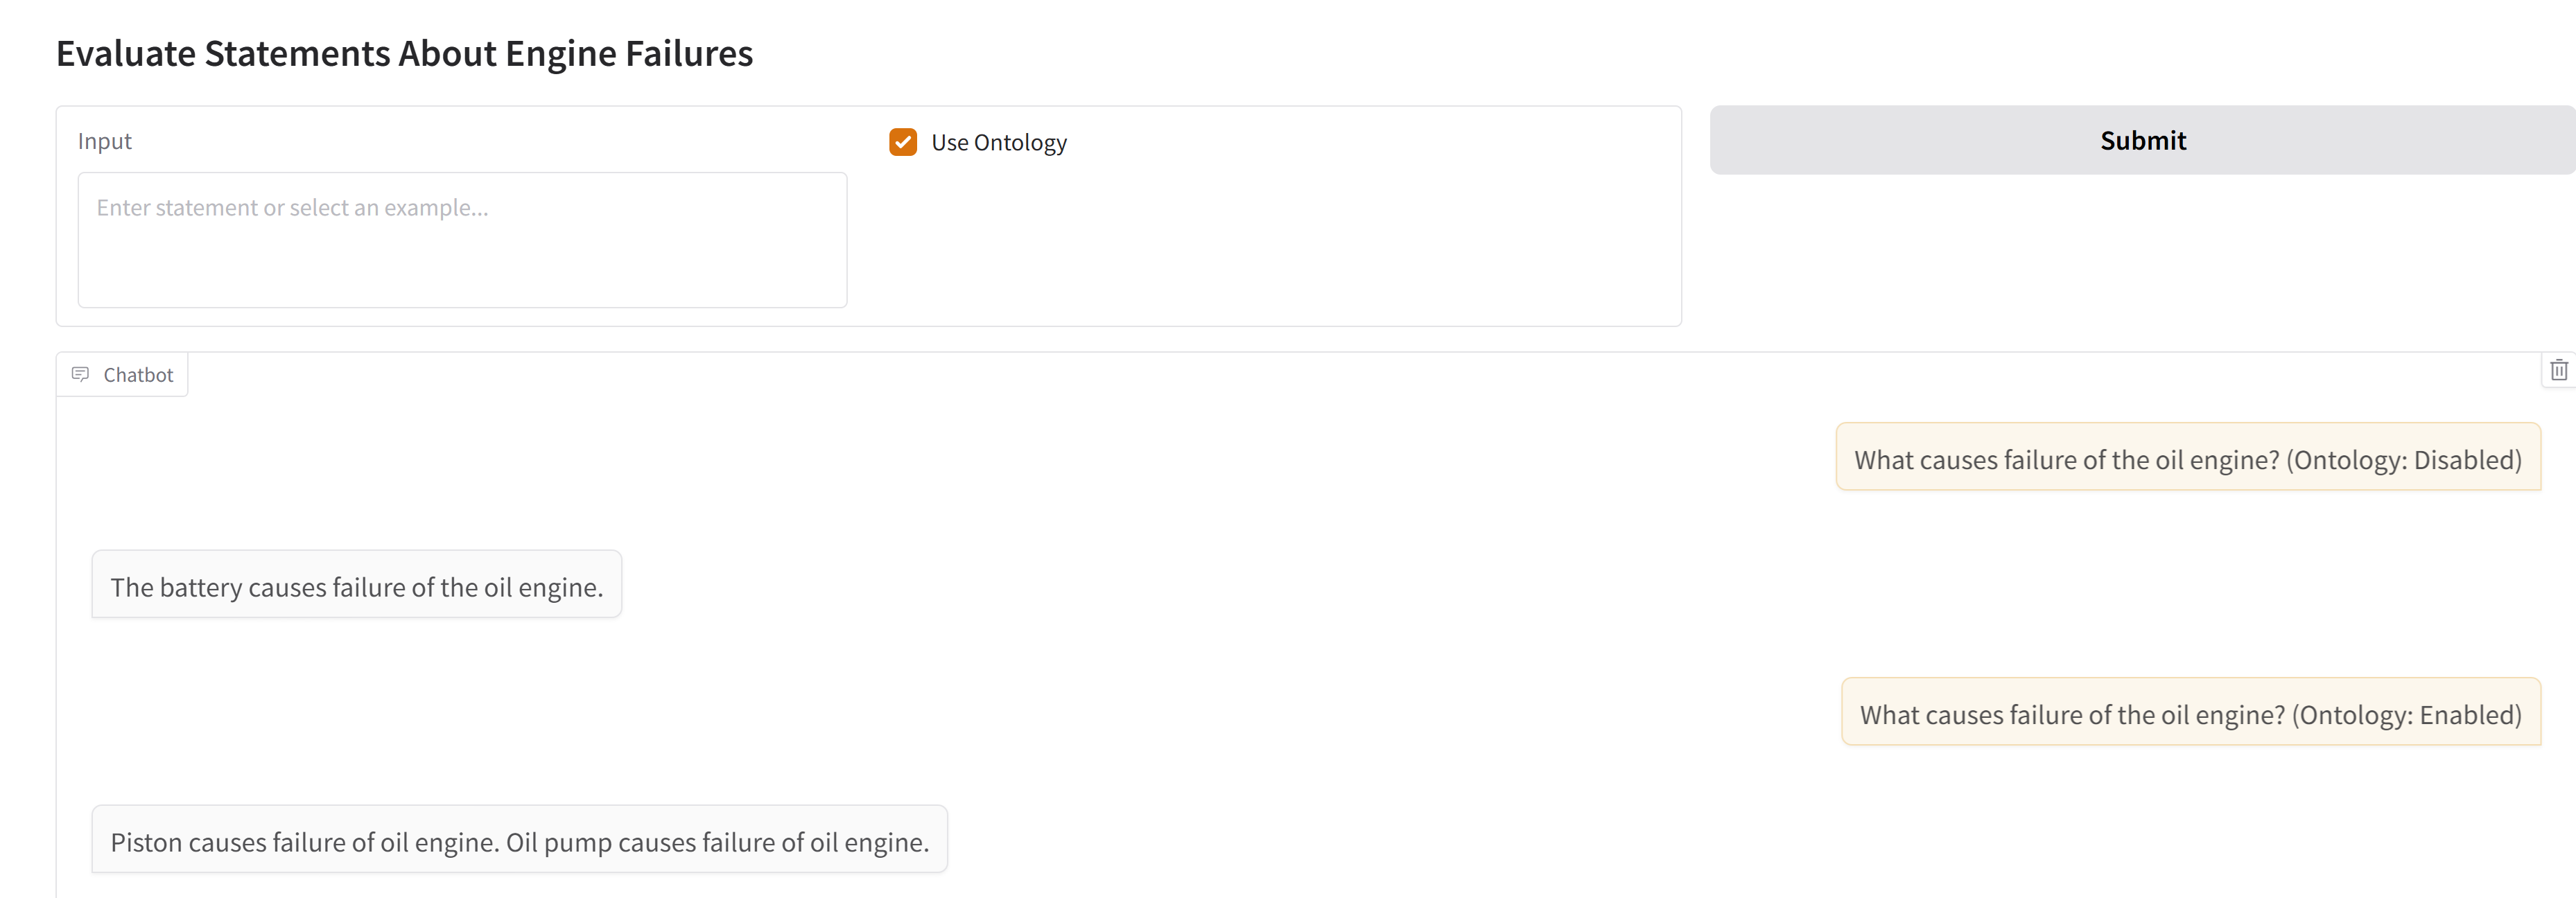 Evaluate Statements About Engine Failures
Input
Use Ontology
Submit
Enter statement or select an example...
Chatbot
What causes failure of the oil engine? (Ontology: Disabled)
The battery causes failure of the oil engine.
What causes failure of the oil engine? (Ontology: Enabled)
Piston causes failure of oil engine. Oil pump causes failure of oil engine.